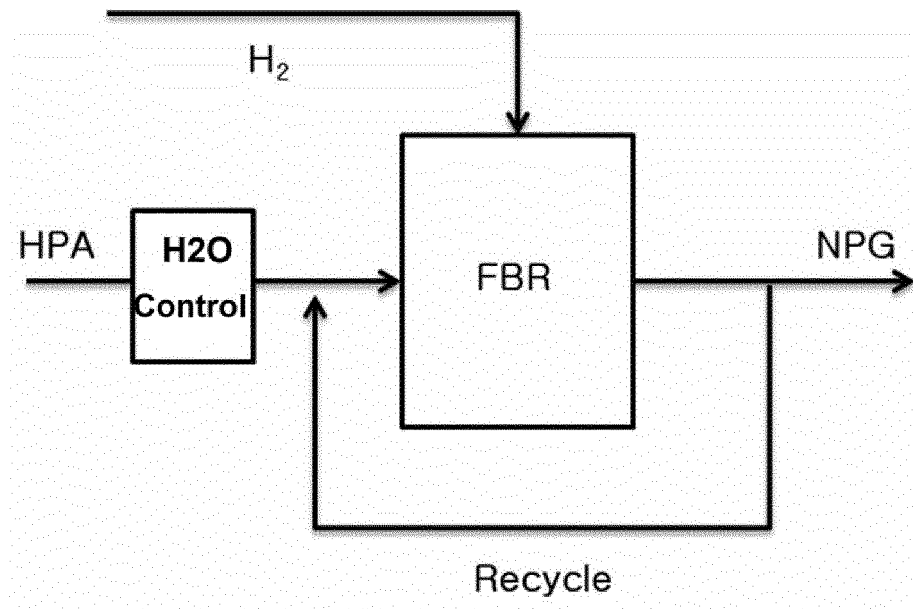 H₂
HPA
H2O
Control
FBR
NPG
Recycle